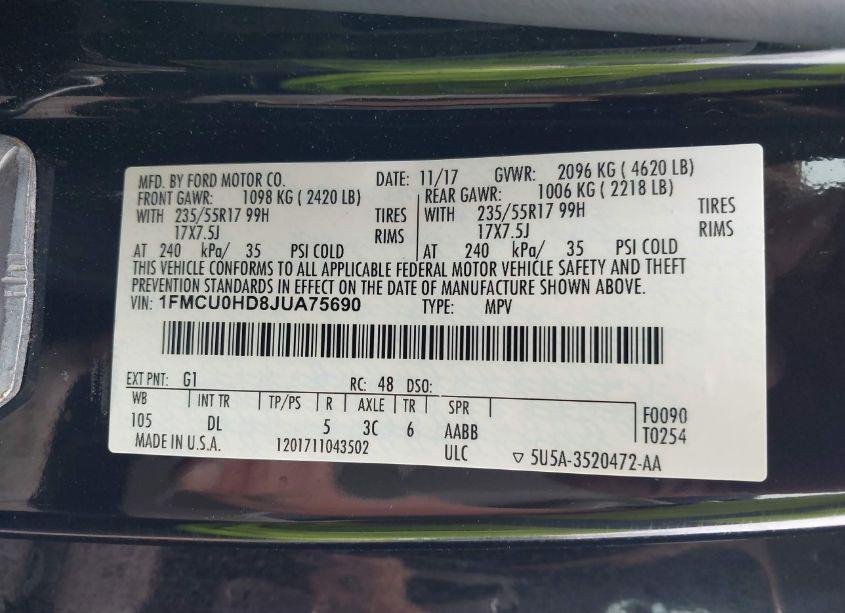 MFD. BY FORD MOTOR CO. DATE: 11/17 GVWR: 2096 KG ( 4620 LB)
FRONT GAWR: 1098 KG ( 2420 LB) REAR GAWR: 1006 KG ( 2218 LB)
WITH 235/55R17 99H TIRES WITH 235/55R17 99H TIRES
17X7.5J RIMS 17X7.5J RIMS
AT 240 kPa/ 35 PSI COLD AT 240 kPa/ 35 PSI COLD
THIS VEHICLE CONFORMS TO ALL APPLICABLE FEDERAL MOTOR VEHICLE SAFETY AND THEFT
PREVENTION STANDARDS IN EFFECT ON THE DATE OF MANUFACTURE SHOWN ABOVE.
VIN: 1FMCU0HD8JUA75690 TYPE: MPV
EXT PNT: G1 RC: 48 DSO:
WB INT TR TP/PS R AXLE TR SPR F0090
105 DL 5 3C 6 AABB T0254
MADE IN U.S.A. 1201711043502 ULC ▽ 5U5A-3520472-AA